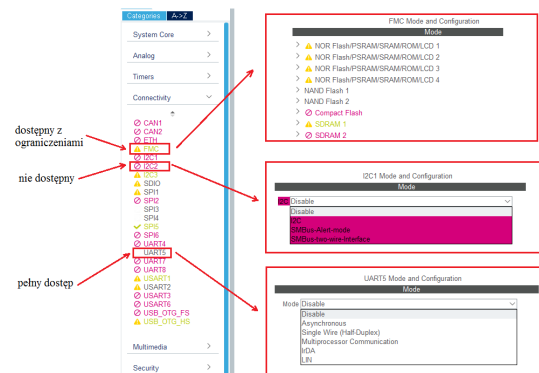 Categories A->Z
System Core
Analog
Timers
Connectivity
CAN1
CAN2
ETH
FMC
I2C1
I2C2
I2C3
SDIO
SPI1
SPI2
SPI3
SPI4
SPI5
SPI6
UART4
UART5
UART7
UART8
USART1
USART2
USART3
USART6
USB_OTG_FS
USB_OTG_HS
Multimedia
Security
dostępny z
ograniczeniami
nie dostępny
pełny dostęp
FMC Mode and Configuration
Mode
NOR Flash/PSRAM/SRAM/ROM/LCD 1
NOR Flash/PSRAM/SRAM/ROM/LCD 2
NOR Flash/PSRAM/SRAM/ROM/LCD 3
NOR Flash/PSRAM/SRAM/ROM/LCD 4
NAND Flash 1
NAND Flash 2
Compact Flash
SDRAM 1
SDRAM 2
I2C1 Mode and Configuration
Mode
I2C Disable
Disable
I2C
SMBus-Alert-mode
SMBus-two-wire-Interface
UART5 Mode and Configuration
Mode
Mode Disable
Disable
Asynchronous
Single Wire (Half-Duplex)
Multiprocessor Communication
IrDA
LIN